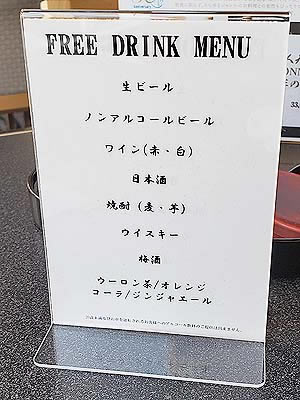 FREE DRINK MENU
生ビール
ノンアルコールビール
ワイン(赤・白)
日本酒
焼酎 (麦・芋)
ウイスキー
梅酒
ウーロン茶/オレンジ
コーラ/ジンジャエール